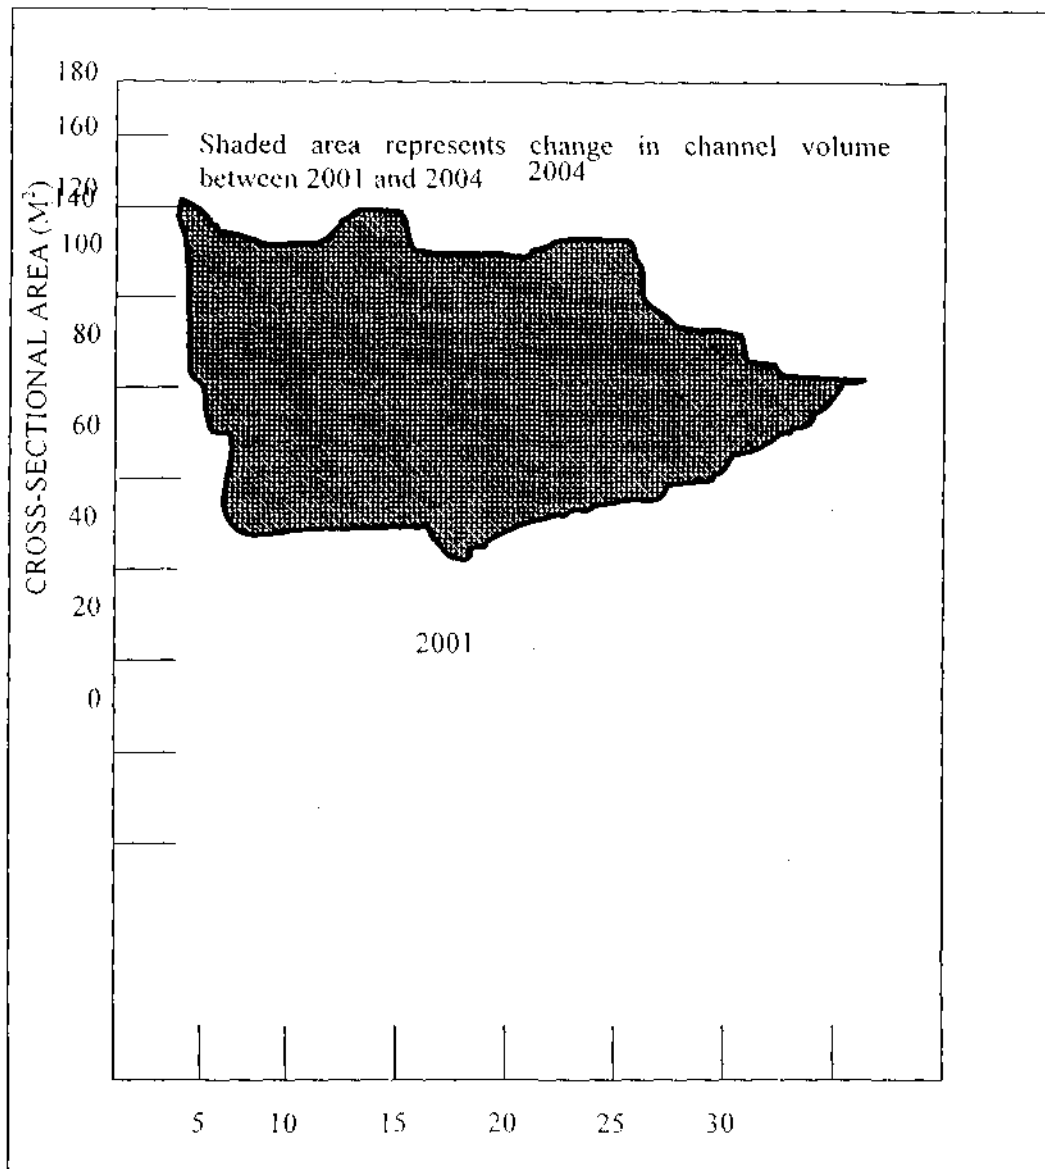 180
160
Shaded area represents change in channel volume
between 2001 and 2004 2004
120
140
100
80
60
40
20
0
CROSS-SECTIONAL AREA (M²)
2001
5 10 15 20 25 30